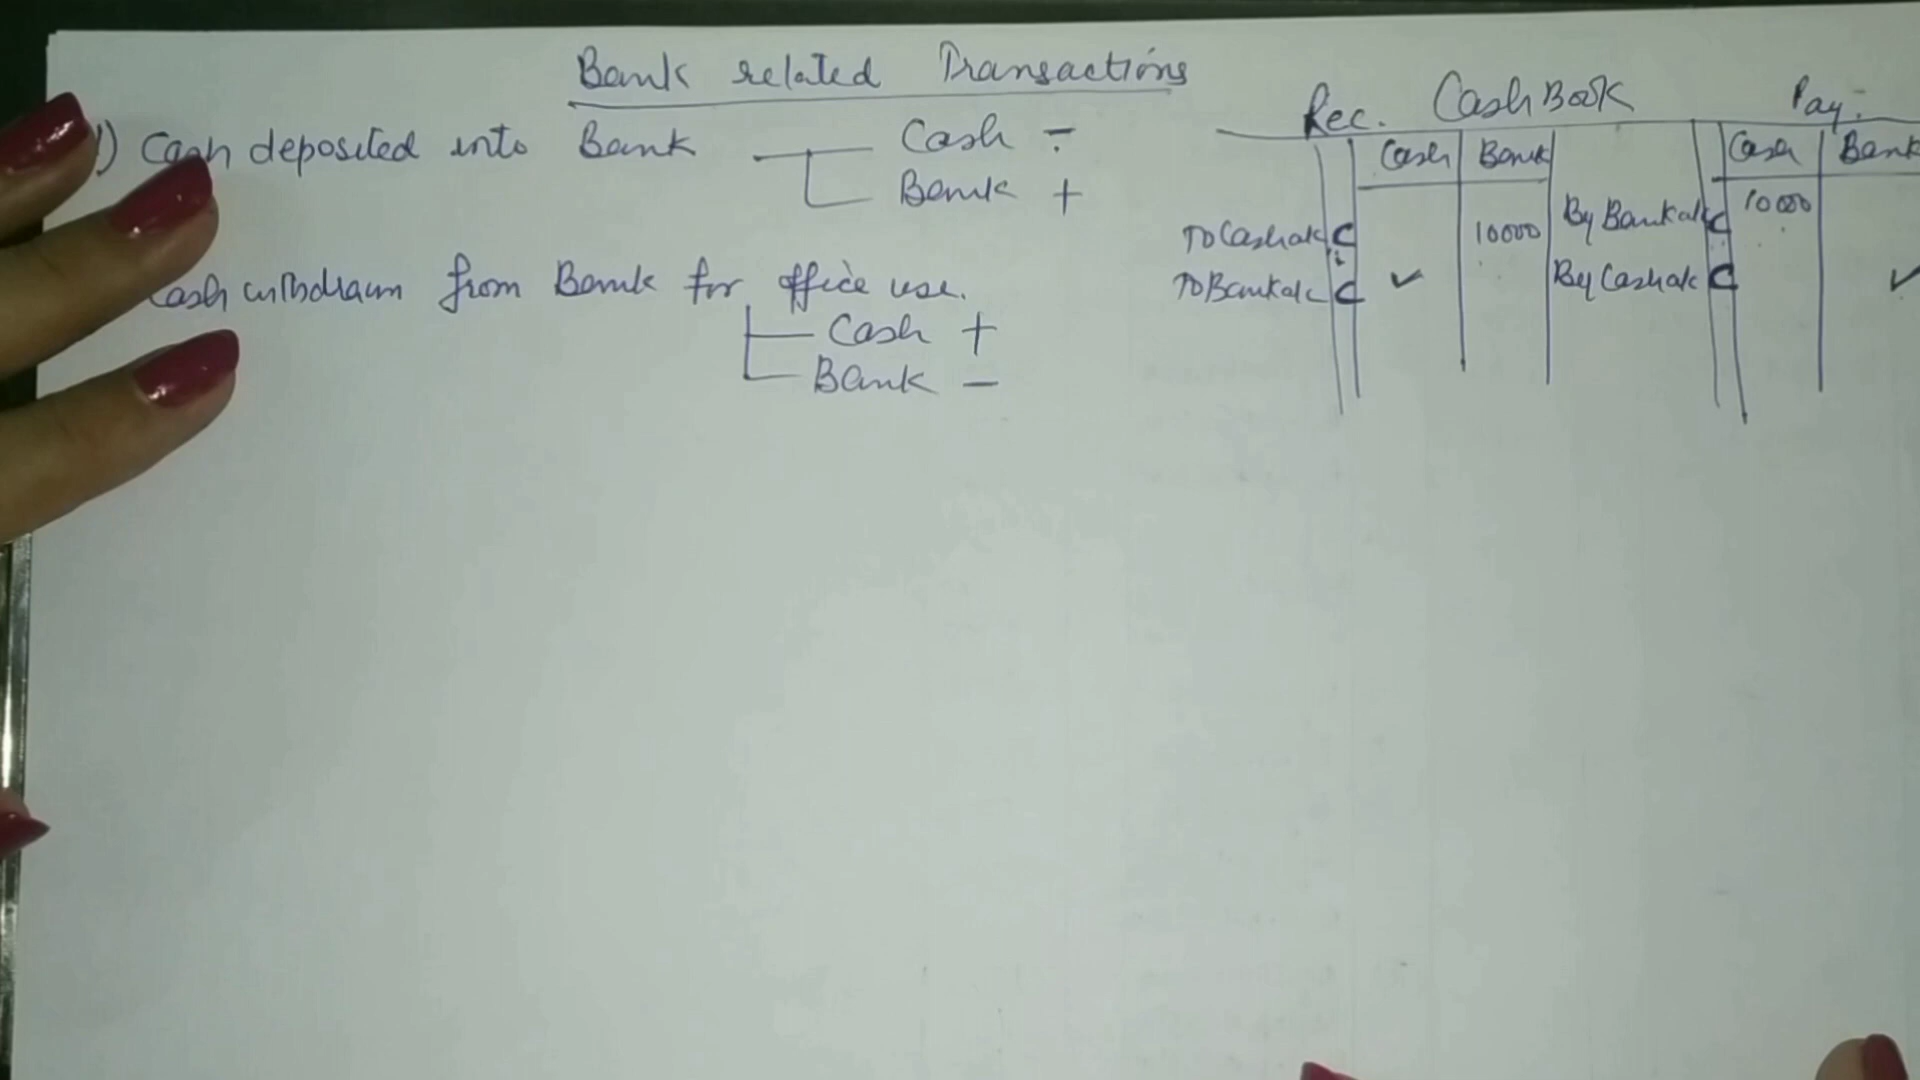 Bank related Transactions
1) Cash deposited into Bank
Cash -
Bank +
Cash withdrawn from Bank for office use.
Cash +
Bank -
Cash Book
Rec. Pay.
Cash Bank Cash Bank
To Cash a/c C 10000 By Bank a/c C 10000
To Bank a/c C ✓ By Cash a/c C ✓